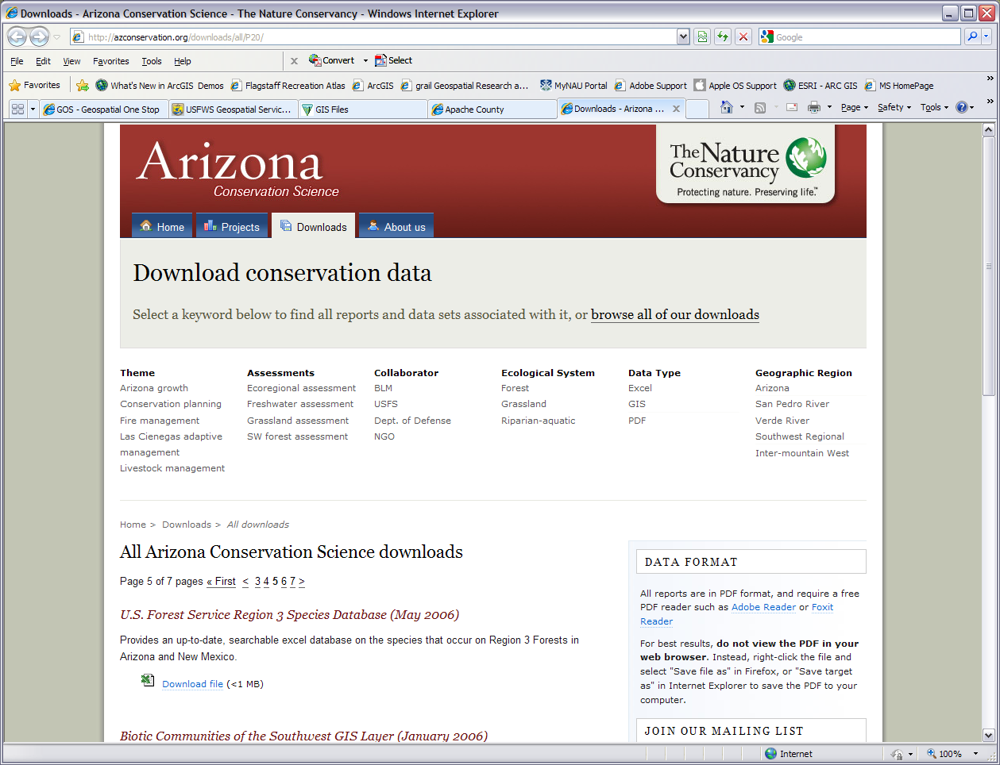 Downloads - Arizona Conservation Science - The Nature Conservancy - Windows Internet Explorer
http://azconservation.org/downloads/all/P20/
Google
File Edit View Favorites Tools Help
x Convert Select
Favorites What's New in ArcGIS Demos Flagstaff Recreation Atlas ArcGIS grail Geospatial Research a... MyNAU Portal Adobe Support Apple OS Support ESRI - ARC GIS MS HomePage »
GOS - Geospatial One Stop USFWS Geospatial Servic... GIS Files Apache County Downloads - Arizona ... x Page Safety Tools »
Arizona
Conservation Science
The Nature
Conservancy
Protecting nature. Preserving life.™
Home Projects Downloads About us
Download conservation data
Select a keyword below to find all reports and data sets associated with it, or browse all of our downloads
Theme
Arizona growth
Conservation planning
Fire management
Las Cienegas adaptive
management
Livestock management
Assessments
Ecoregional assessment
Freshwater assessment
Grassland assessment
SW forest assessment
Collaborator
BLM
USFS
Dept. of Defense
NGO
Ecological System
Forest
Grassland
Riparian-aquatic
Data Type
Excel
GIS
PDF
Geographic Region
Arizona
San Pedro River
Verde River
Southwest Regional
Inter-mountain West
Home > Downloads > All downloads
All Arizona Conservation Science downloads
Page 5 of 7 pages « First < 3 4 5 6 7 >
U.S. Forest Service Region 3 Species Database (May 2006)
Provides an up-to-date, searchable excel database on the species that occur on Region 3 Forests in
Arizona and New Mexico.
Download file (<1 MB)
Biotic Communities of the Southwest GIS Layer (January 2006)
DATA FORMAT
All reports are in PDF format, and require a free
PDF reader such as Adobe Reader or Foxit
Reader
For best results, do not view the PDF in your
web browser. Instead, right-click the file and
select "Save file as" in Firefox, or "Save target
as" in Internet Explorer to save the PDF to your
computer.
JOIN OUR MAILING LIST
Internet
100%